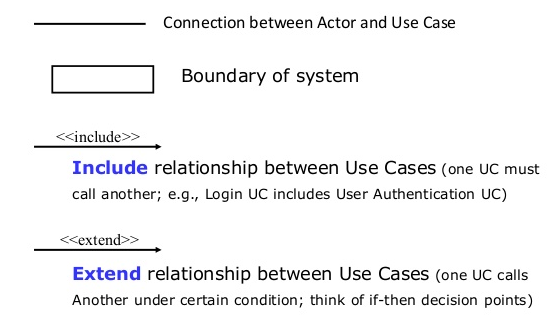 Connection between Actor and Use Case
Boundary of system
<<include>>
Include relationship between Use Cases (one UC must
call another; e.g., Login UC includes User Authentication UC)
<<extend>>
Extend relationship between Use Cases (one UC calls
Another under certain condition; think of if-then decision points)